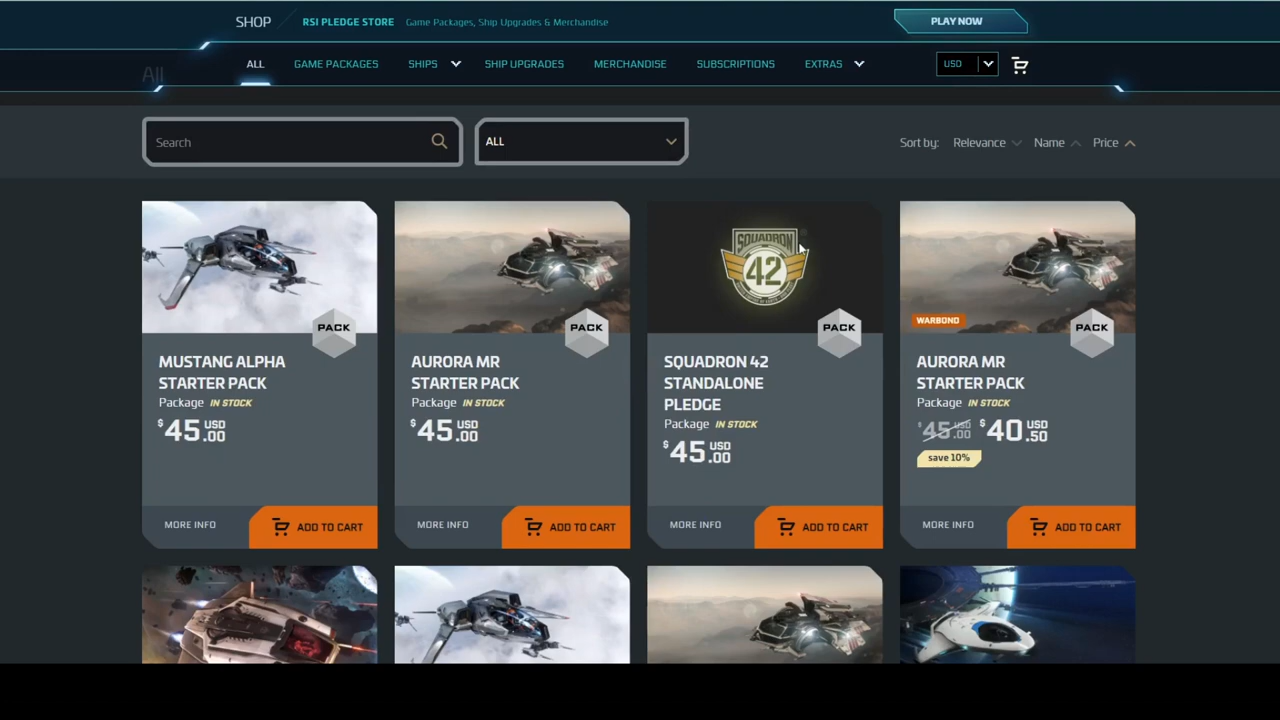 SHOP
RSI PLEDGE STORE Game Packages, Ship Upgrades & Merchandise
PLAY NOW
All
ALL GAME PACKAGES SHIPS SHIP UPGRADES MERCHANDISE SUBSCRIPTIONS EXTRAS
USD
Search
ALL
Sort by: Relevance Name Price
PACK
MUSTANG ALPHA
STARTER PACK
Package IN STOCK
$45.00 USD
MORE INFO
ADD TO CART
PACK
AURORA MR
STARTER PACK
Package IN STOCK
$45.00 USD
MORE INFO
ADD TO CART
SQUADRON
42
PACK
SQUADRON 42
STANDALONE
PLEDGE
Package IN STOCK
$45.00 USD
MORE INFO
ADD TO CART
WARBOND
PACK
AURORA MR
STARTER PACK
Package IN STOCK
$45.00 USD $40.50 USD
save 10%
MORE INFO
ADD TO CART